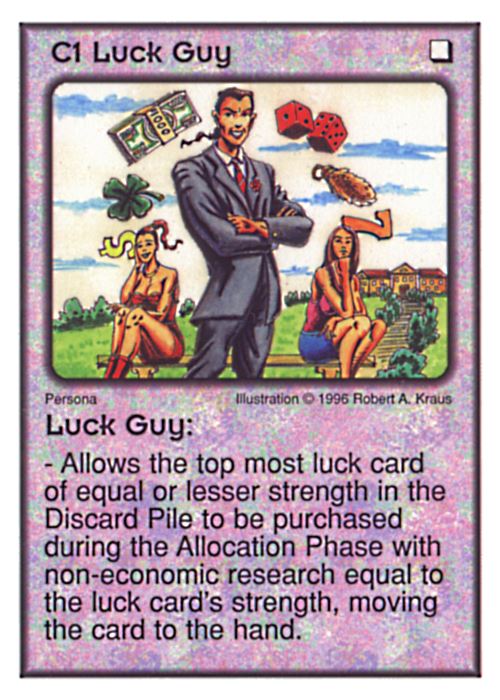 C1 Luck Guy
1000
$
7
Persona
Illustration © 1996 Robert A. Kraus
Luck Guy:
- Allows the top most luck card
of equal or lesser strength in the
Discard Pile to be purchased
during the Allocation Phase with
non-economic research equal to
the luck card's strength, moving
the card to the hand.